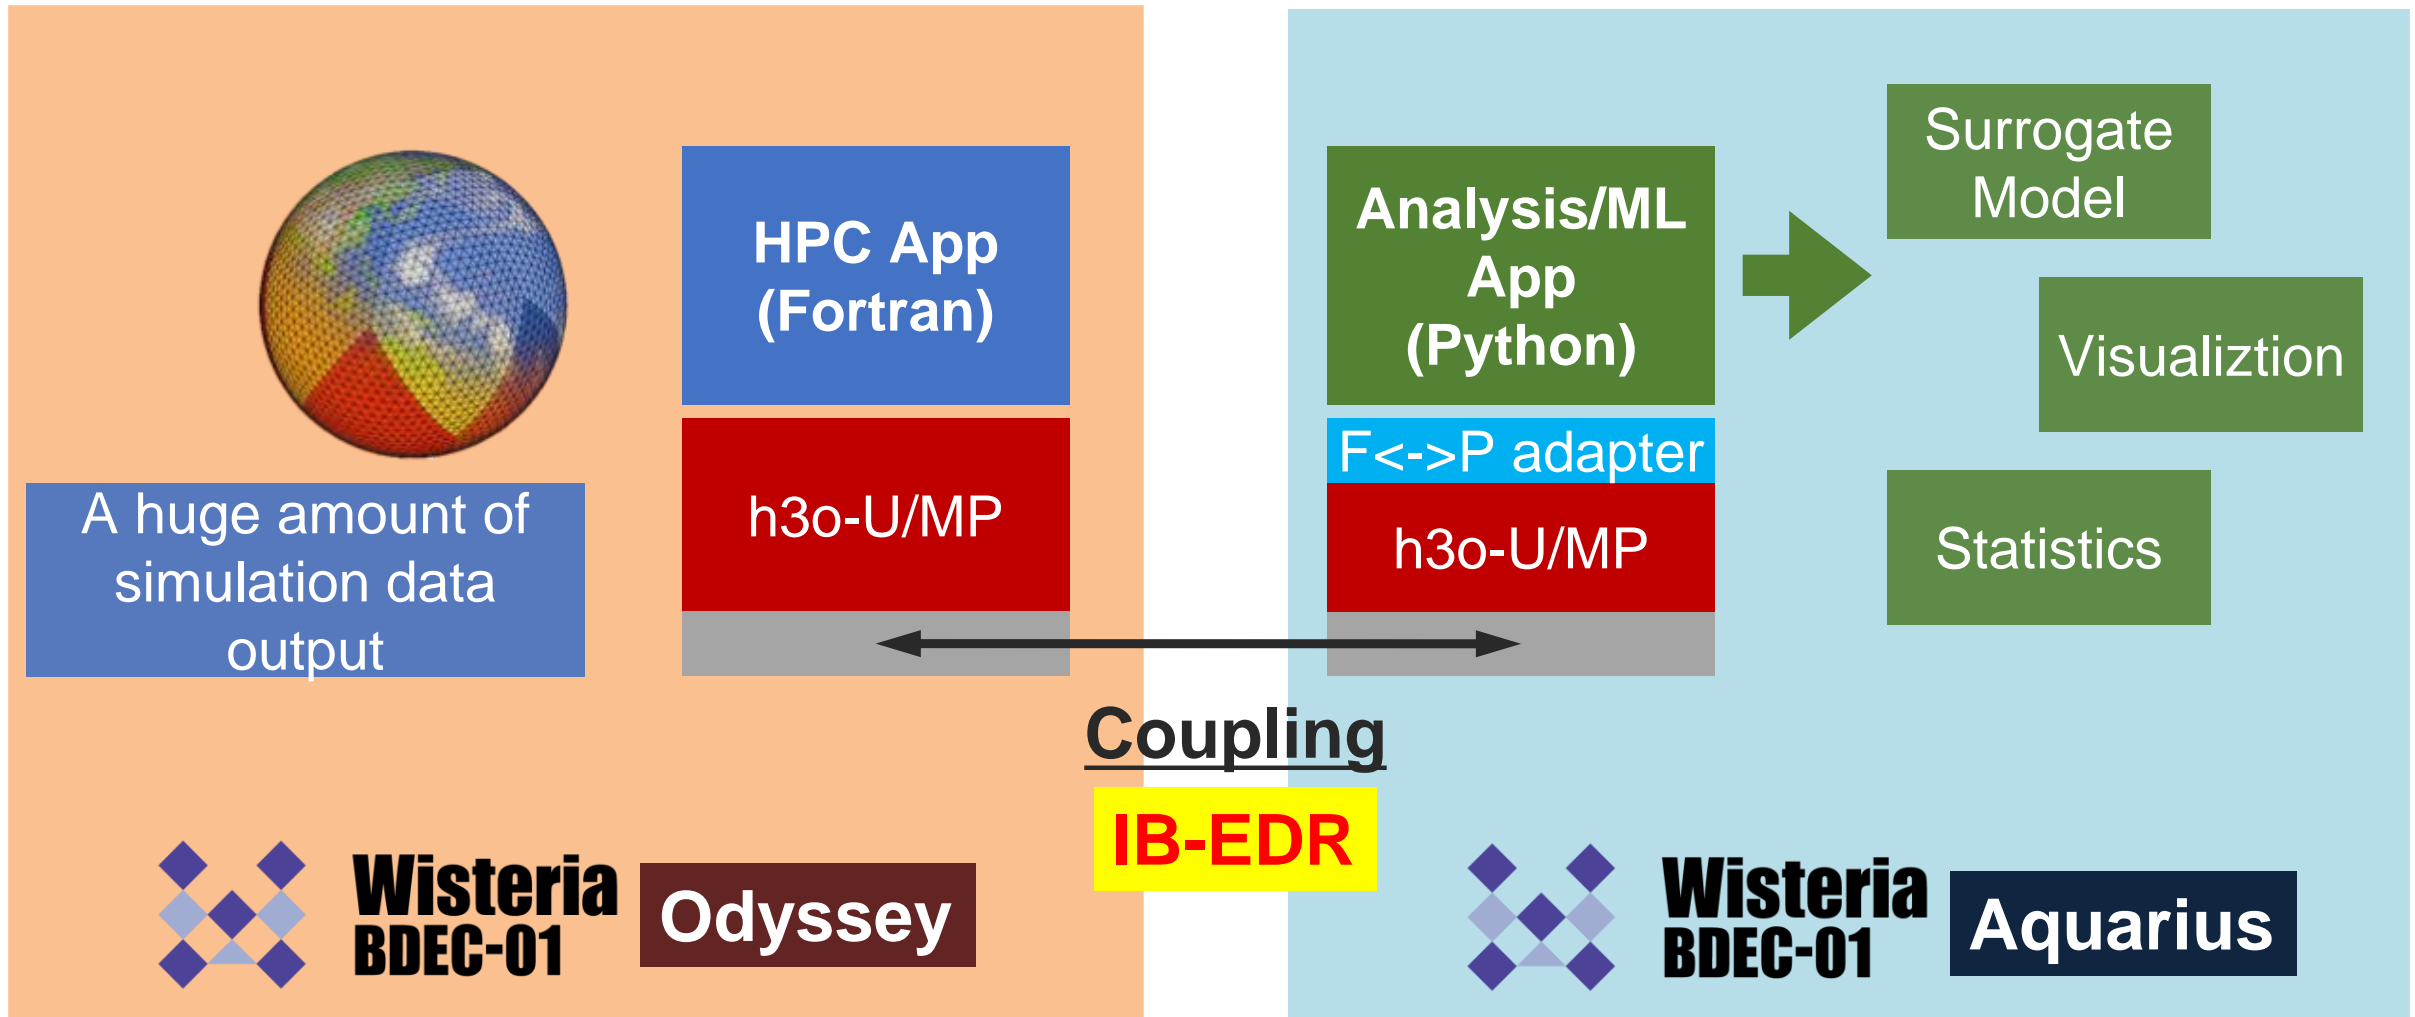 A huge amount of
simulation data
output
HPC App
(Fortran)
h3o-U/MP
Analysis/ML
App
(Python)
F<->P adapter
h3o-U/MP
Surrogate
Model
Visualiztion
Statistics
Coupling
IB-EDR
Wisteria
BDEC-01
Odyssey
Wisteria
BDEC-01
Aquarius